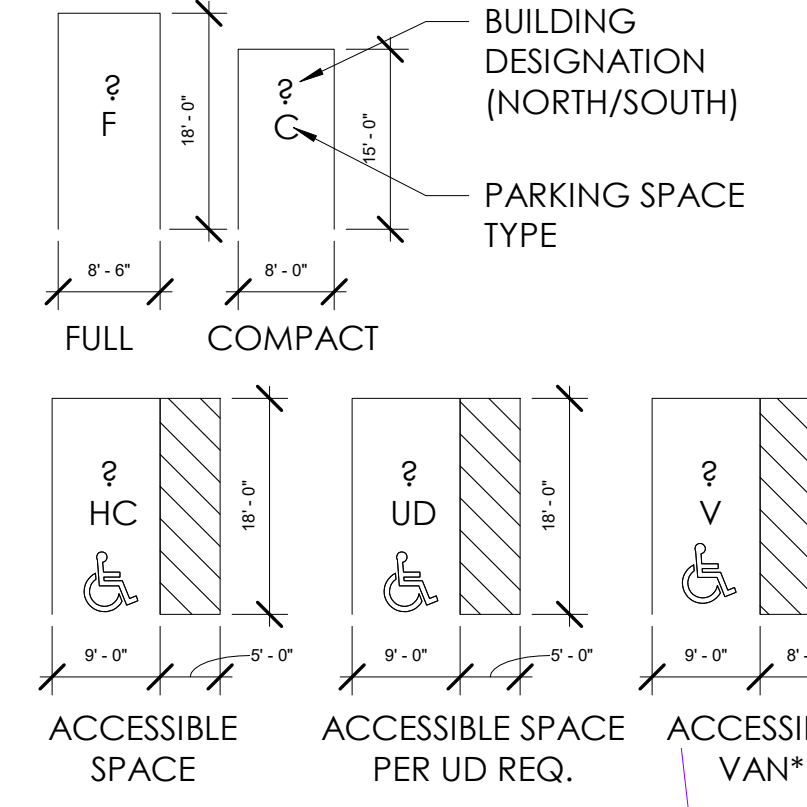 BUILDING
DESIGNATION
(NORTH/SOUTH)
?
F
18' - 0"
?
C
15' - 0"
PARKING SPACE
TYPE
8' - 6"
8' - 0"
FULL
COMPACT
?
HC
18' - 0"
?
UD
18' - 0"
?
V
9' - 0"
5' - 0"
9' - 0"
5' - 0"
9' - 0"
8' -
ACCESSIBLE
SPACE
ACCESSIBLE SPACE
PER UD REQ.
VAN*